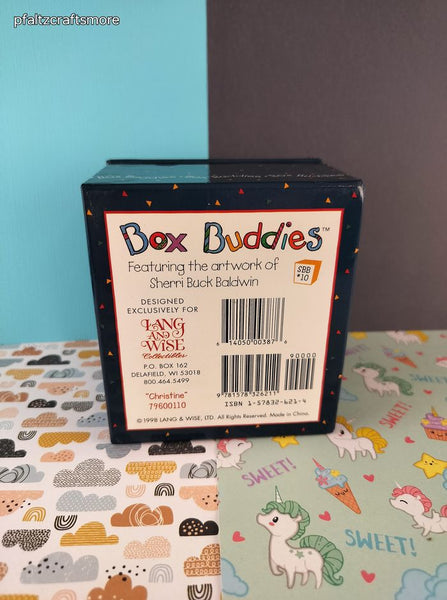 pfaltzcraftsmore
Box Buddies™
Featuring the artwork of
Sherri Buck Baldwin
SBB
#10
DESIGNED
EXCLUSIVELY FOR
LANG
AND
WISE
Collectibles
P.O. BOX 162
DELAFIELD, WI 53018
800.464.5499
"Christine"
79600110
6 14050 00387 6
90000
9 781578 326211
ISBN 1-57832-621-4
© 1998 LANG & WISE, LTD. All Rights Reserved. Made in China.
SWEET!
SWEET!
SWEET!